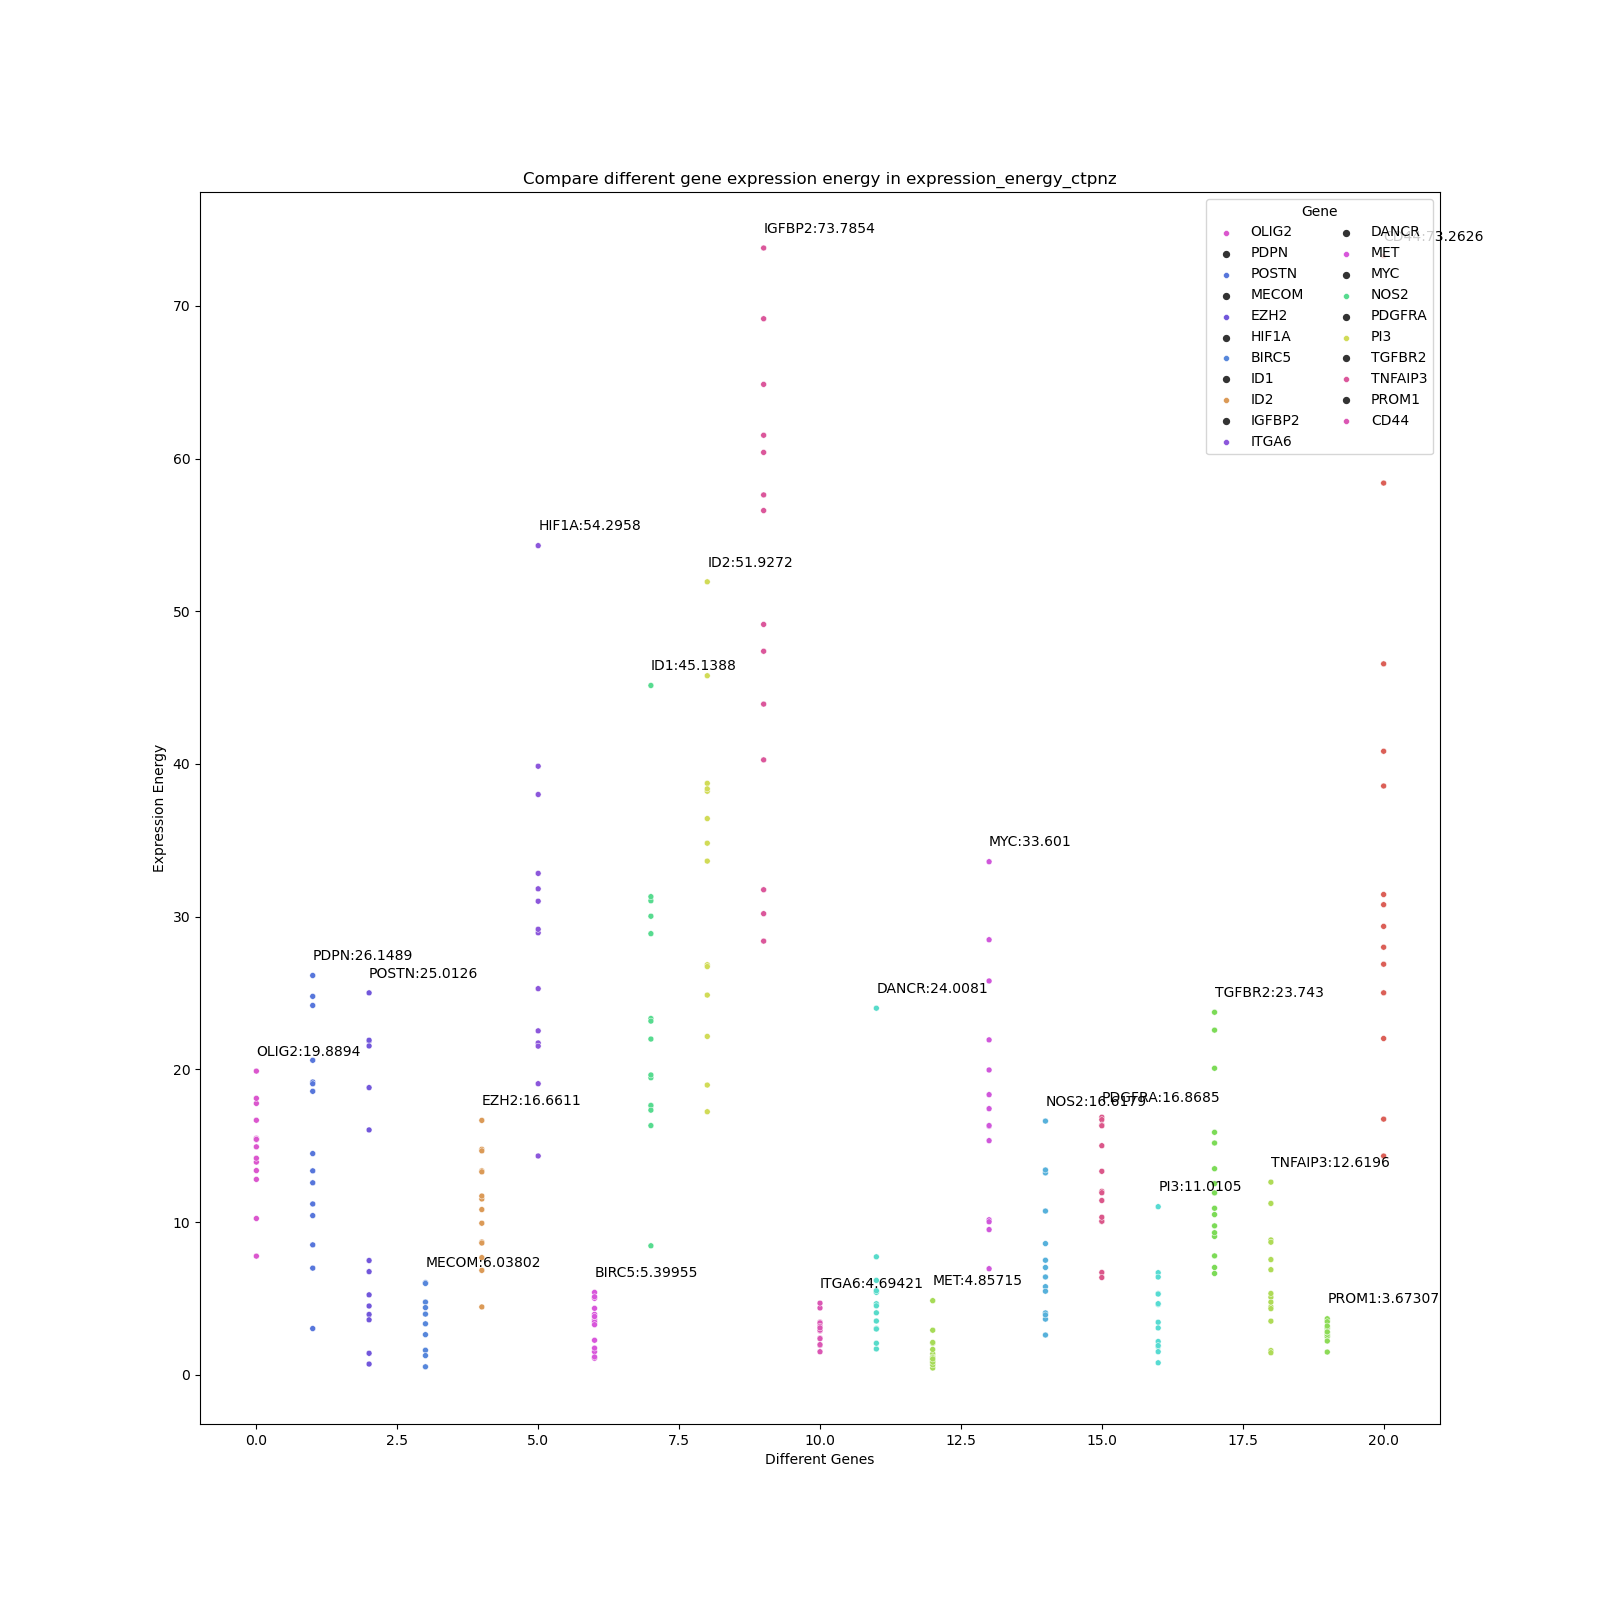 Compare different gene expression energy in expression_energy_ctpnz
IGFBP2:73.7854
CD44:73.2626
HIF1A:54.2958
ID2:51.9272
ID1:45.1388
MYC:33.601
PDPN:26.1489
POSTN:25.0126
DANCR:24.0081
TGFBR2:23.743
OLIG2:19.8894
EZH2:16.6611
NOS2:16.6179
PDGFRA:16.8685
TNFAIP3:12.6196
PI3:11.0105
MECOM:6.03802
BIRC5:5.39955
ITGA6:4.69421
MET:4.85715
PROM1:3.67307
Gene
OLIG2
PDPN
POSTN
MECOM
EZH2
HIF1A
BIRC5
ID1
ID2
IGFBP2
ITGA6
DANCR
MET
MYC
NOS2
PDGFRA
PI3
TGFBR2
TNFAIP3
PROM1
CD44
Expression Energy
70
60
50
40
30
20
10
0
0.0 2.5 5.0 7.5 10.0 12.5 15.0 17.5 20.0
Different Genes